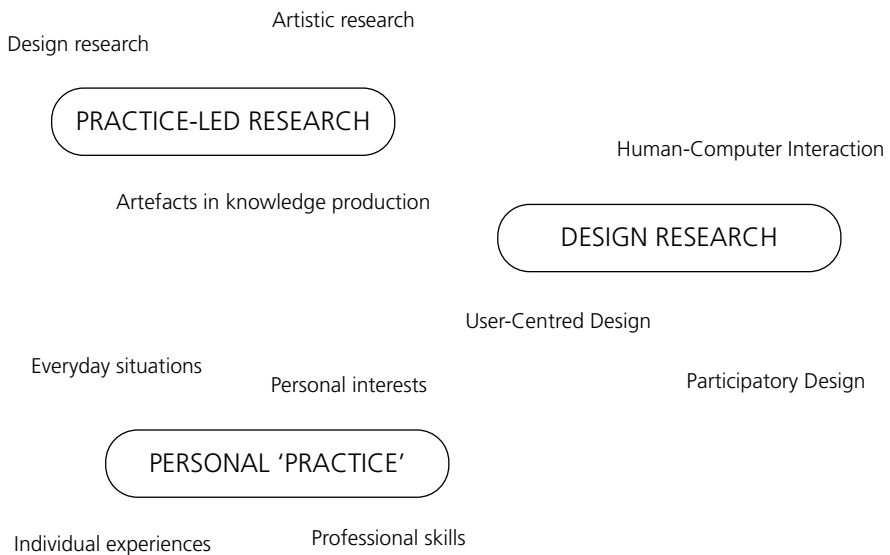 Artistic research
Design research
PRACTICE-LED RESEARCH
Human-Computer Interaction
Artefacts in knowledge production
DESIGN RESEARCH
User-Centred Design
Everyday situations
Personal interests
Participatory Design
PERSONAL ‘PRACTICE’
Individual experiences
Professional skills